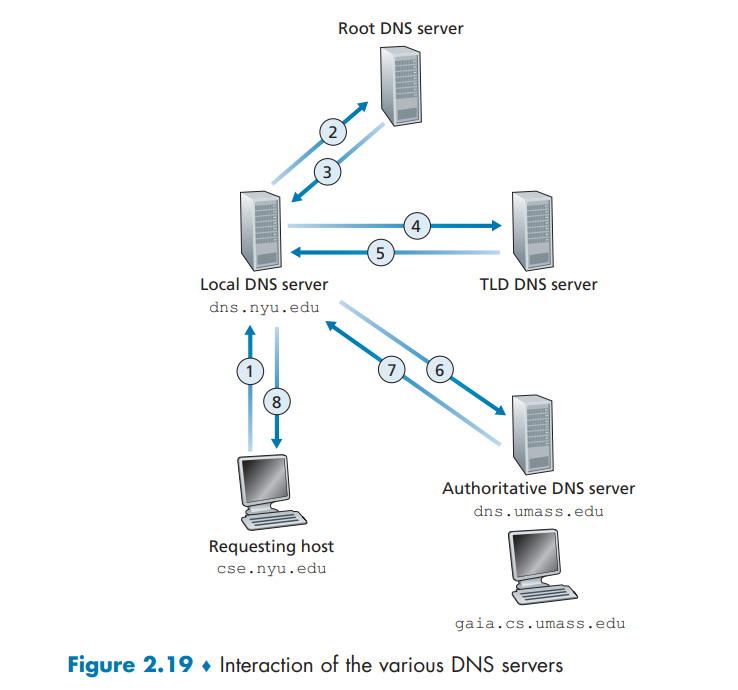 Root DNS server
2
3
4
5
Local DNS server
dns.nyu.edu
TLD DNS server
1
8
7
6
Authoritative DNS server
dns.umass.edu
Requesting host
cse.nyu.edu
gaia.cs.umass.edu
Figure 2.19 ♦ Interaction of the various DNS servers